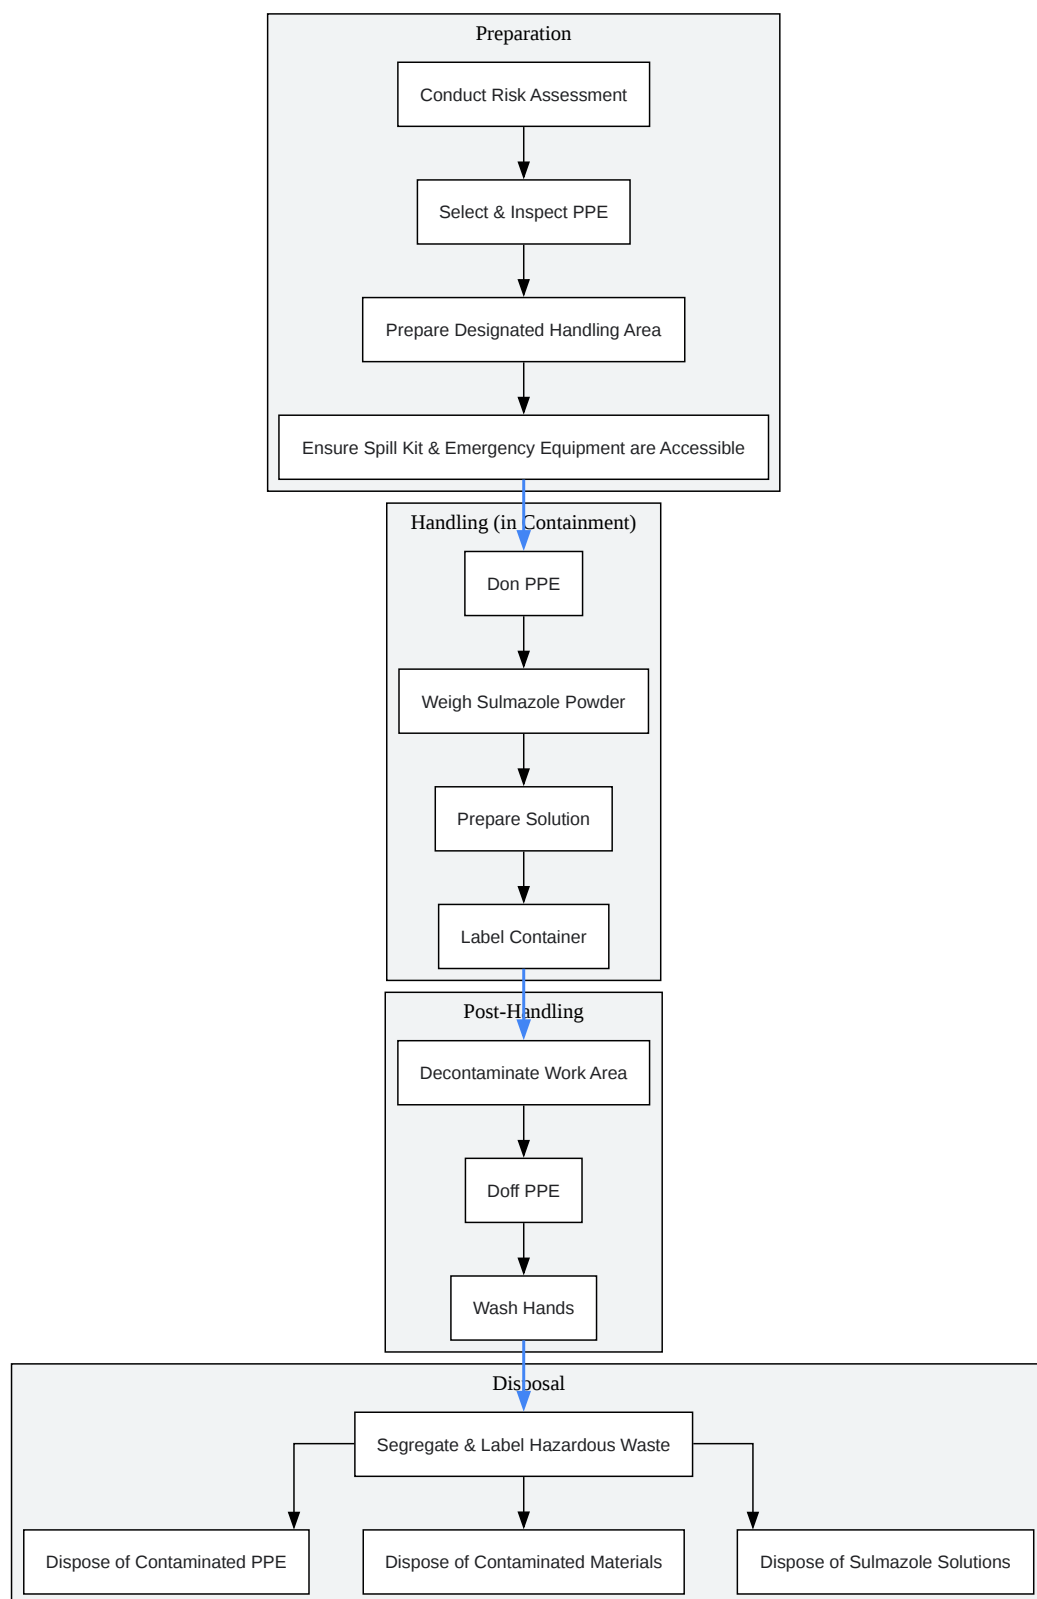 Preparation
Conduct Risk Assessment
Select & Inspect PPE
Prepare Designated Handling Area
Ensure Spill Kit & Emergency Equipment are Accessible
Handling (in Containment)
Don PPE
Weigh Sulmazole Powder
Prepare Solution
Label Container
Post-Handling
Decontaminate Work Area
Doff PPE
Wash Hands
Disposal
Segregate & Label Hazardous Waste
Dispose of Contaminated PPE
Dispose of Contaminated Materials
Dispose of Sulmazole Solutions